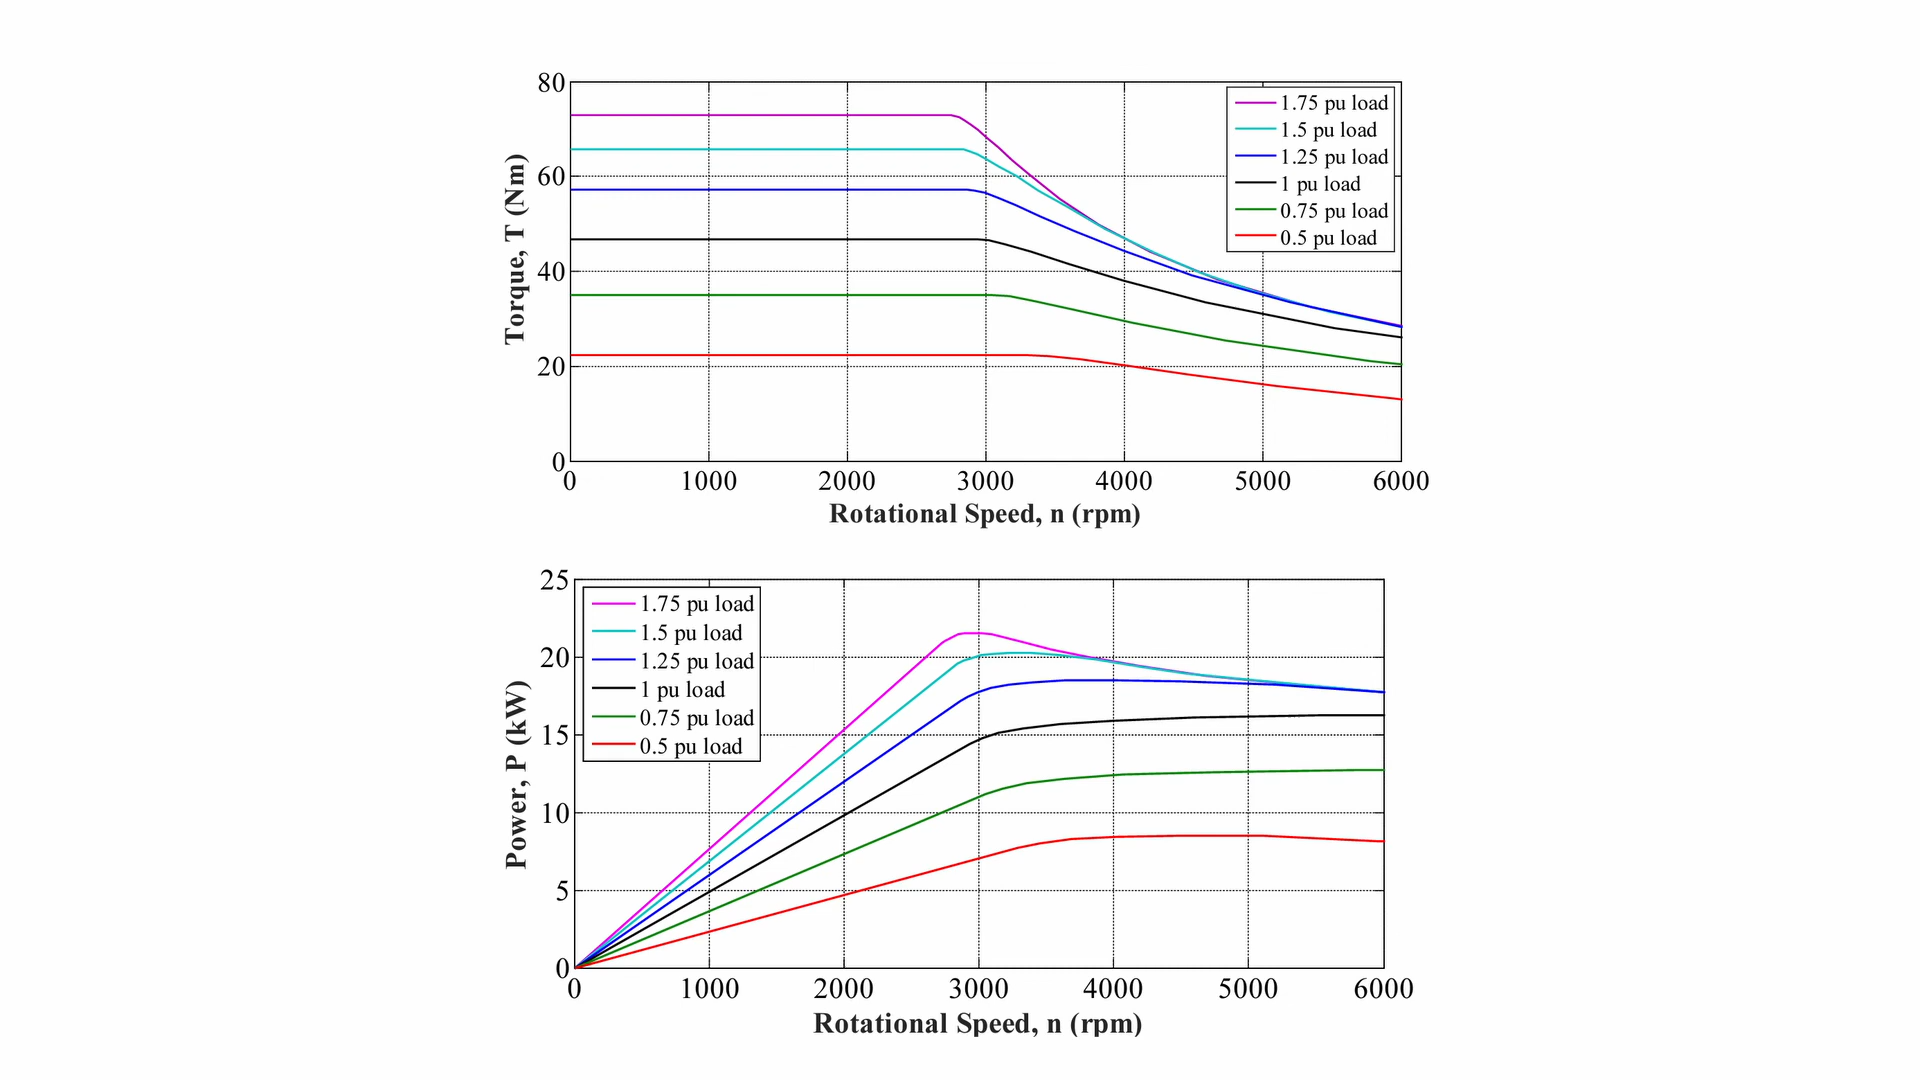 80
60
40
20
0
Torque, T (Nm)
1.75 pu load
1.5 pu load
1.25 pu load
1 pu load
0.75 pu load
0.5 pu load
0 1000 2000 3000 4000 5000 6000
Rotational Speed, n (rpm)
25
20
15
10
5
0
Power, P (kW)
1.75 pu load
1.5 pu load
1.25 pu load
1 pu load
0.75 pu load
0.5 pu load
0 1000 2000 3000 4000 5000 6000
Rotational Speed, n (rpm)